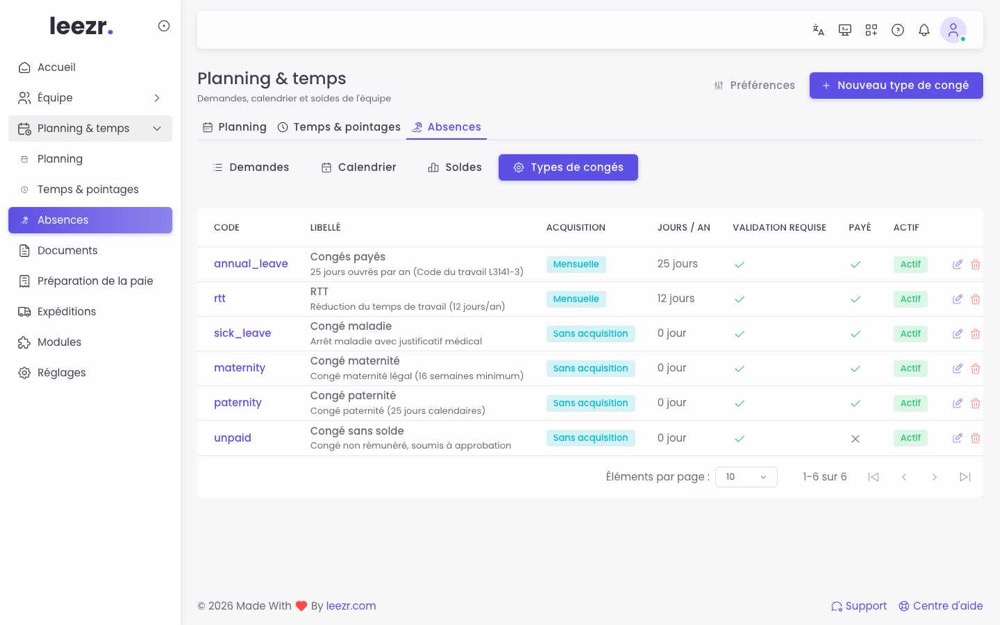 leezr.
Accueil
Équipe
Planning & temps
Planning
Temps & pointages
Absences
Documents
Préparation de la paie
Expéditions
Modules
Réglages
Planning & temps
Demandes, calendrier et soldes de l'équipe
Préférences
Nouveau type de congé
Planning Temps & pointages Absences
Demandes Calendrier Soldes Types de congés
CODE LIBELLÉ ACQUISITION JOURS / AN VALIDATION REQUISE PAYÉ ACTIF
annual_leave Congés payés Mensuelle 25 jours Actif
25 jours ouvrés par an (Code du travail L3141-3)
rtt RTT Mensuelle 12 jours Actif
Réduction du temps de travail (12 jours/an)
sick_leave Congé maladie Sans acquisition 0 jour Actif
Arrêt maladie avec justificatif médical
maternity Congé maternité Sans acquisition 0 jour Actif
Congé maternité légal (16 semaines minimum)
paternity Congé paternité Sans acquisition 0 jour Actif
Congé paternité (25 jours calendaires)
unpaid Congé sans solde Sans acquisition 0 jour Actif
Congé non rémunéré, soumis à approbation
Éléments par page : 10 1-6 sur 6
© 2026 Made With ❤️ By leezr.com
Support Centre d'aide